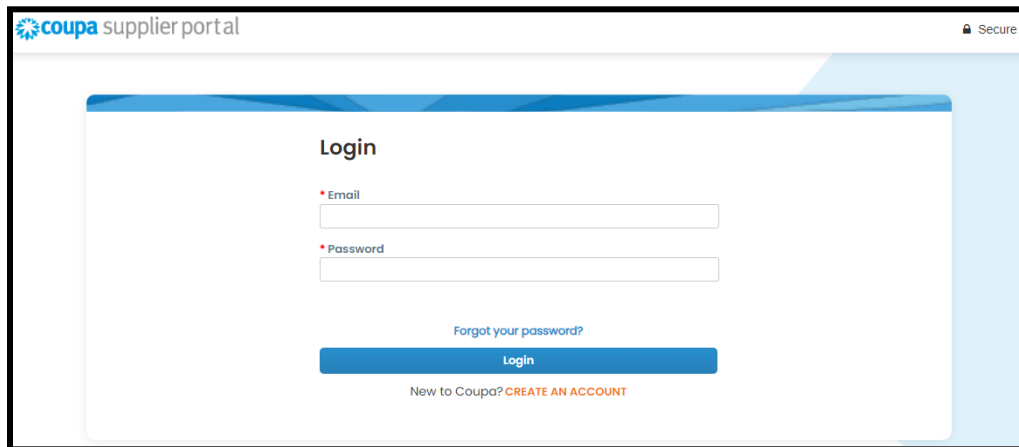 coupa supplier portal
Secure
Login
* Email
* Password
Forgot your password?
Login
New to Coupa? CREATE AN ACCOUNT